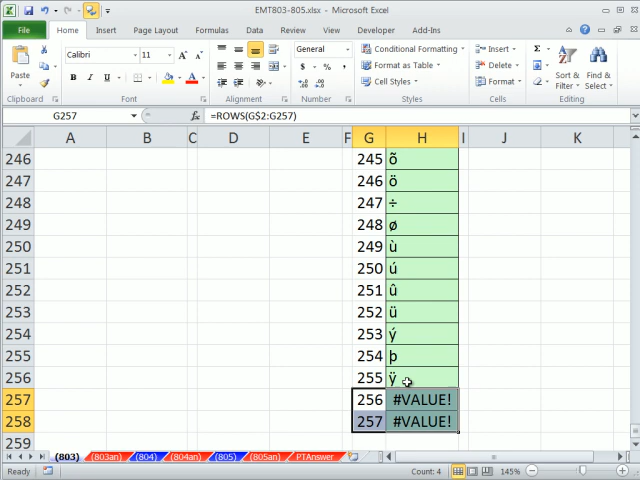 EMT803-805.xlsx - Microsoft Excel
File Home Insert Page Layout Formulas Data Review View Developer Add-Ins
Calibri 11 General Conditional Formatting Insert Σ
Paste B I U A $ % , Format as Table Delete Sort & Filter Find & Select
Cell Styles Format
Clipboard Font Alignment Number Styles Cells Editing
G257 fx =ROWS(G$2:G257)
A B C D E F G H I J K
246 245 õ
247 246 ö
248 247 ÷
249 248 ø
250 249 ù
251 250 ú
252 251 û
253 252 ü
254 253 ý
255 254 þ
256 255 ÿ
257 256 #VALUE!
258 257 #VALUE!
259
(803) (803an) (804) (804an) (805) (805an) PTAnswer
Ready Count: 4 145%